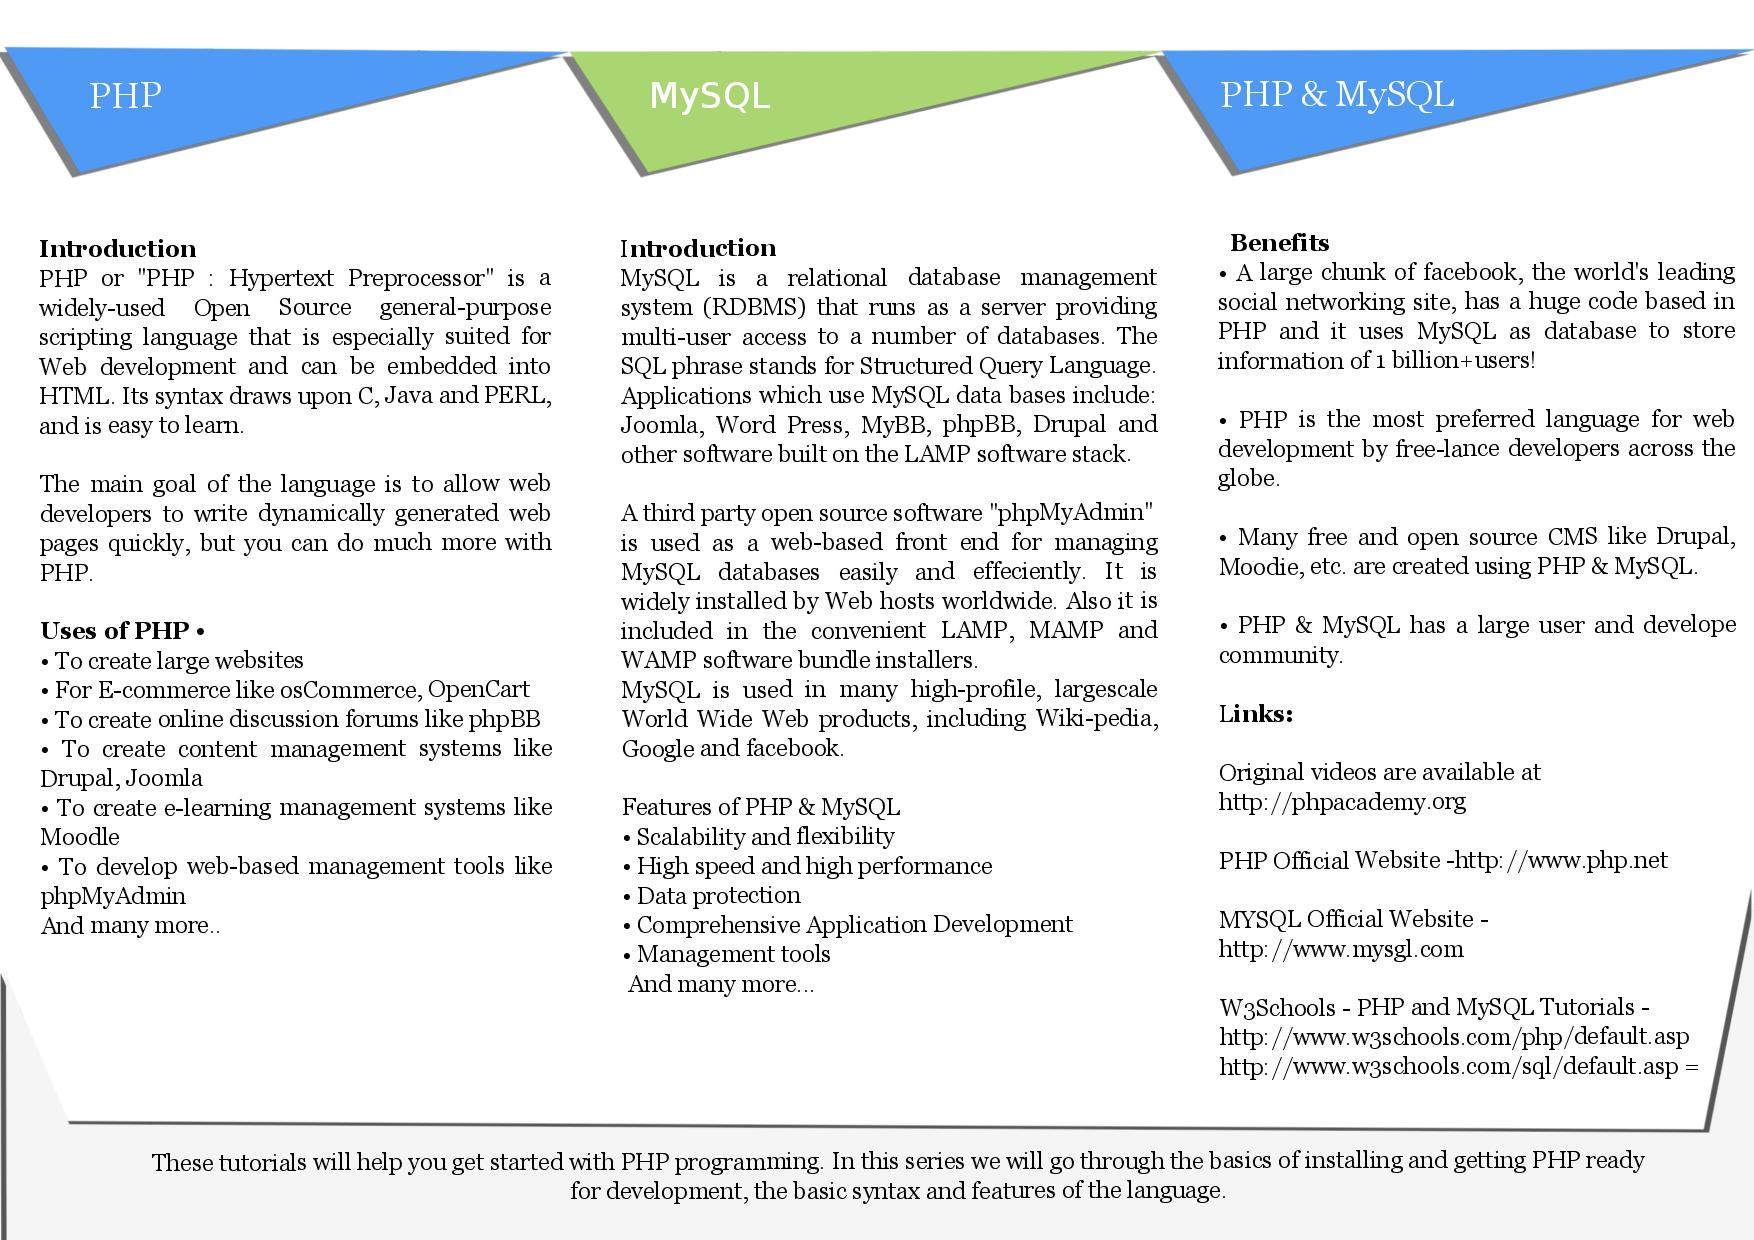 PHP
Introduction
PHP or "PHP : Hypertext Preprocessor" is a
widely-used Open Source general-purpose
scripting language that is especially suited for
Web development and can be embedded into
HTML. Its syntax draws upon C, Java and PERL,
and is easy to learn.
The main goal of the language is to allow web
developers to write dynamically generated web
pages quickly, but you can do much more with
PHP.
Uses of PHP •
• To create large websites
• For E-commerce like osCommerce, OpenCart
• To create online discussion forums like phpBB
• To create content management systems like
Drupal, Joomla
• To create e-learning management systems like
Moodle
• To develop web-based management tools like
phpMyAdmin
And many more..
MySQL
Introduction
MySQL is a relational database management
system (RDBMS) that runs as a server providing
multi-user access to a number of databases. The
SQL phrase stands for Structured Query Language.
Applications which use MySQL data bases include:
Joomla, Word Press, MyBB, phpBB, Drupal and
other software built on the LAMP software stack.
A third party open source software "phpMyAdmin"
is used as a web-based front end for managing
MySQL databases easily and effeciently. It is
widely installed by Web hosts worldwide. Also it is
included in the convenient LAMP, MAMP and
WAMP software bundle installers.
MySQL is used in many high-profile, largescale
World Wide Web products, including Wiki-pedia,
Google and facebook.
Features of PHP & MySQL
• Scalability and flexibility
• High speed and high performance
• Data protection
• Comprehensive Application Development
• Management tools
And many more...
PHP & MySQL
Benefits
• A large chunk of facebook, the world's leading
social networking site, has a huge code based in
PHP and it uses MySQL as database to store
information of 1 billion+users!
• PHP is the most preferred language for web
development by free-lance developers across the
globe.
• Many free and open source CMS like Drupal,
Moodie, etc. are created using PHP & MySQL.
• PHP & MySQL has a large user and develope
community.
Links:
Original videos are available at
http://phpacademy.org
PHP Official Website -http://www.php.net
MYSQL Official Website -
http://www.mysgl.com
W3Schools - PHP and MySQL Tutorials -
http://www.w3schools.com/php/default.asp
http://www.w3schools.com/sql/default.asp =
These tutorials will help you get started with PHP programming. In this series we will go through the basics of installing and getting PHP ready
for development, the basic syntax and features of the language.